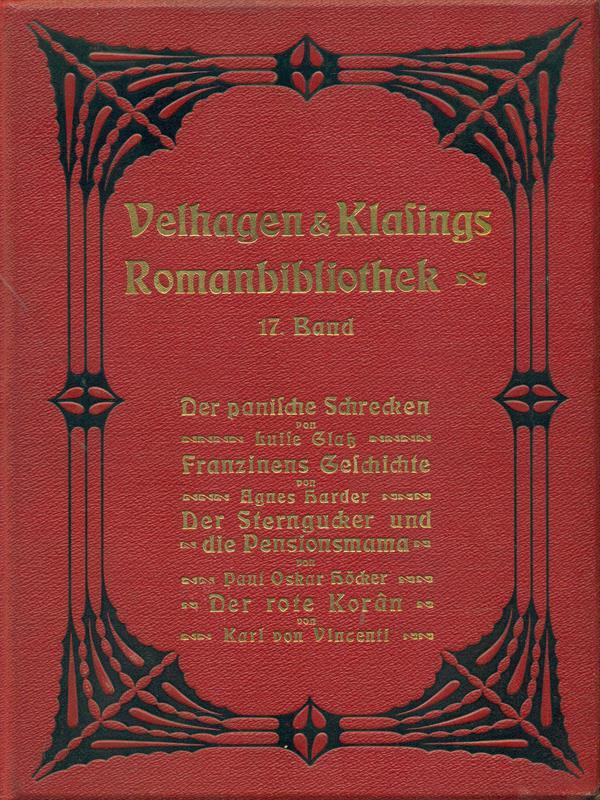 Velhagen & Klaſings
Romanbibliothek
17. Band
Der paniſche Schrecken
von
Luiſe Glaß
Franzinens Geſchichte
von
Agnes Harder
Der Sterngucker und
die Pensionsmama
von
Paul Oskar Höcker
Der rote Korân
von
Karl von Vincenti